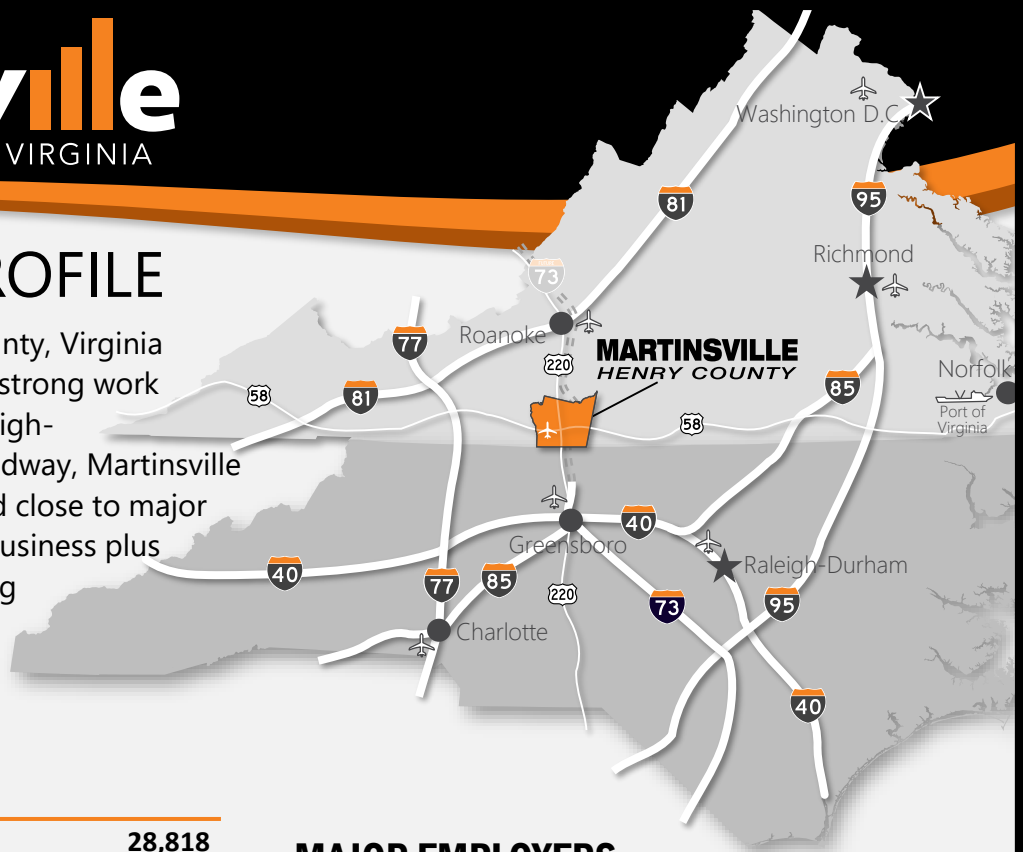 ville
VIRGINIA
ROFILE
nty, Virginia
strong work
igh-
dway, Martinsville
d close to major
usiness plus
g
28,818
MAJOR EMPLOYERS
Washington D.C.
81
95
Richmond
73
Roanoke
77
220
MARTINSVILLE
HENRY COUNTY
Norfolk
85
Port of
Virginia
58
81
58
40
Greensboro
Raleigh-Durham
40
77
85
220
73
95
Charlotte
40